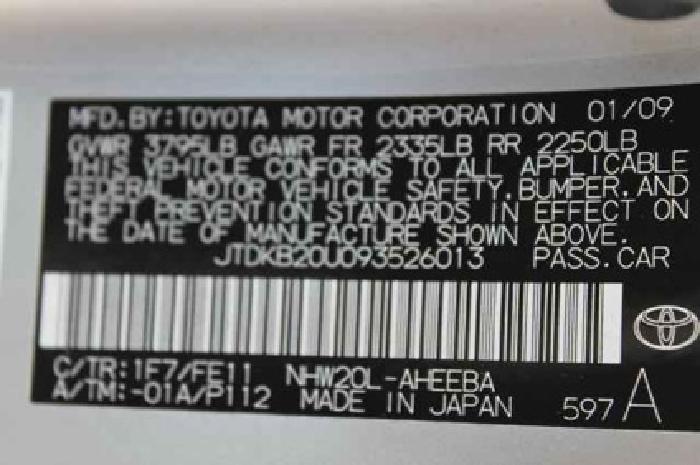 MFD.BY:TOYOTA MOTOR CORPORATION 01/09
GVWR 3795LB GAWR FR 2335LB RR 2250LB
THIS VEHICLE CONFORMS TO ALL APPLICABLE
FEDERAL MOTOR VEHICLE SAFETY,BUMPER,AND
THEFT PREVENTION STANDARDS IN EFFECT ON
THE DATE OF MANUFACTURE SHOWN ABOVE.
JTDKB20U093526013 PASS.CAR
C/TR:1F7/FE11 NHW20L-AHEEBA
A/TM:-01A/P112 MADE IN JAPAN 597A